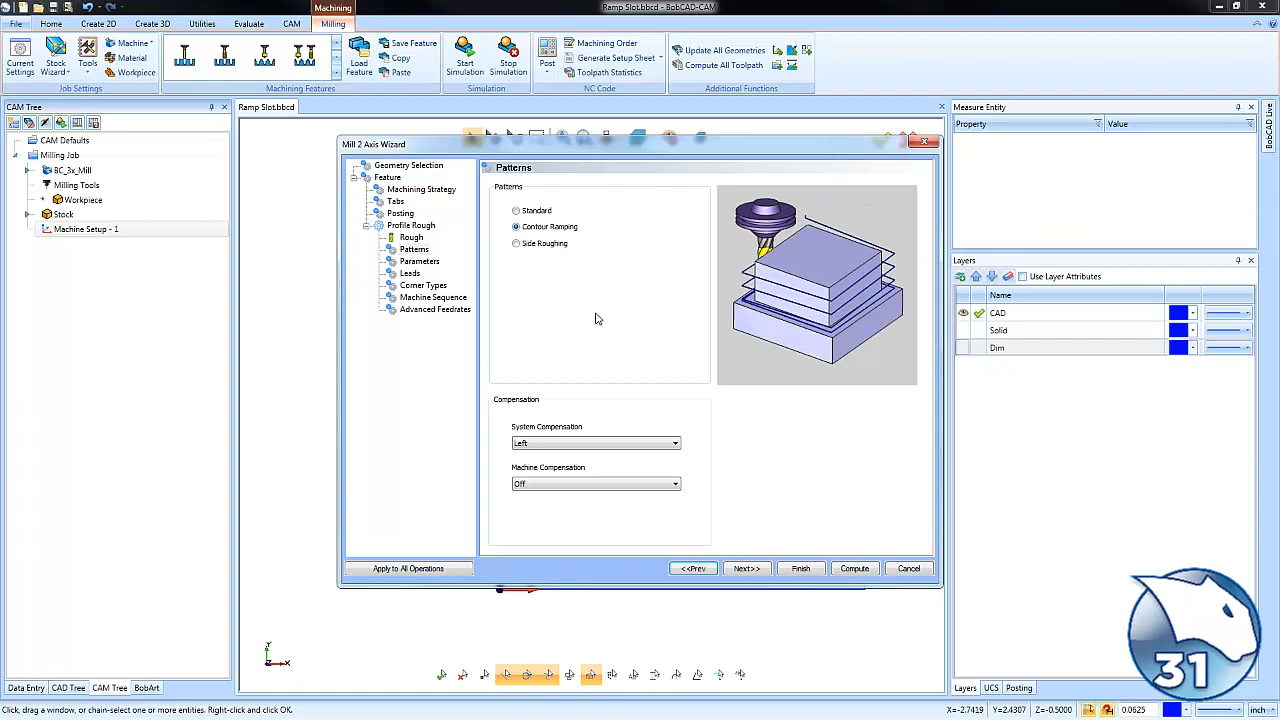 Machining
Ramp Slot.bbcd - BobCAD-CAM
File
Home
Create 2D
Create 3D
Utilities
Evaluate
CAM
Milling
Current Settings
Stock Wizard
Tools
Machine
Material
Workpiece
Job Settings
Load Feature
Save Feature
Copy
Paste
Machining Features
Start Simulation
Stop Simulation
Simulation
Post
Machining Order
Generate Setup Sheet
Toolpath Statistics
NC Code
Update All Geometries
Compute All Toolpath
Additional Functions
CAM Tree
CAM Defaults
Milling Job
BC_3x_Mill
Milling Tools
Workpiece
Stock
Machine Setup - 1
Ramp Slot.bbcd
Mill 2 Axis Wizard
Geometry Selection
Feature
Machining Strategy
Tabs
Posting
Profile Rough
Rough
Patterns
Parameters
Leads
Corner Types
Machine Sequence
Advanced Feedrates
Patterns
Patterns
Standard
Contour Ramping
Side Roughing
Compensation
System Compensation
Left
Machine Compensation
Off
Apply to All Operations
<<Prev
Next>>
Finish
Compute
Cancel
Measure Entity
Property
Value
BobCAD Live
Layers
Use Layer Attributes
Name
CAD
Solid
Dim
31
Y
Z
X
Data Entry
CAD Tree
CAM Tree
BobArt
Layers
UCS
Posting
Click, drag a window, or chain-select one or more entities. Right-click and click OK.
X=-2.7419
Y=2.4307
Z=-0.5000
0.0625
inch